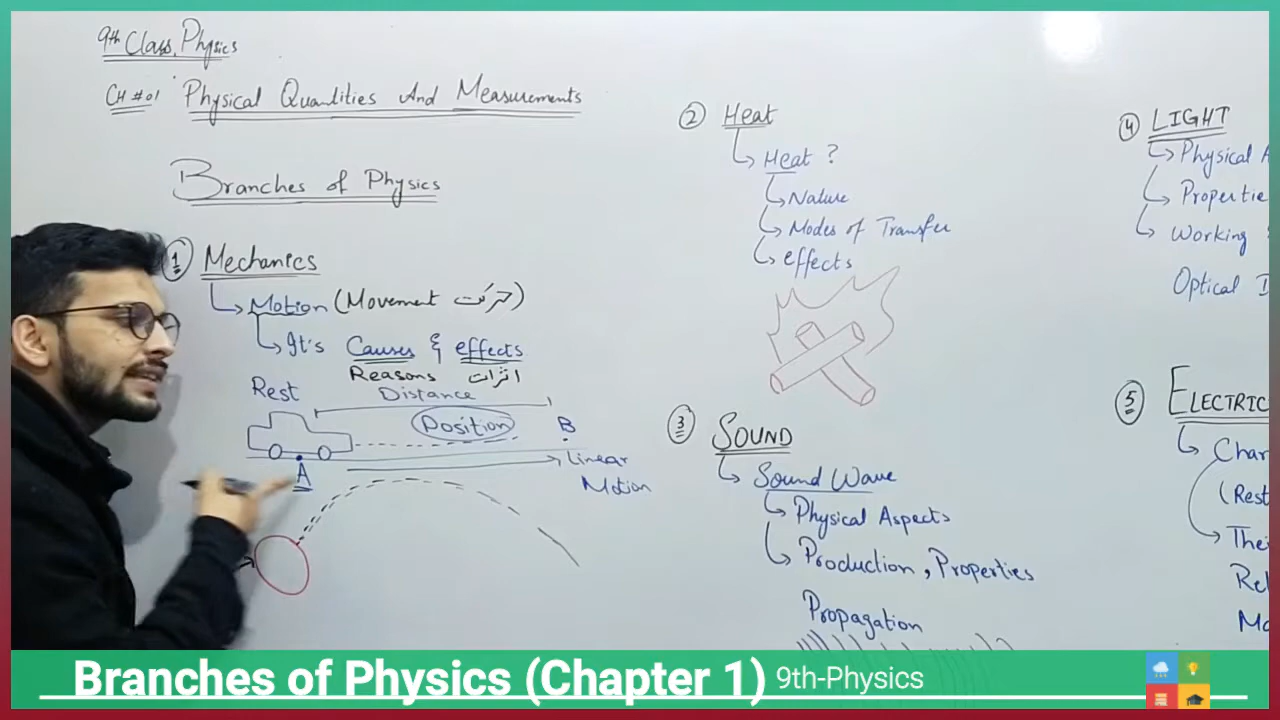 9th Class, Physics
CH #01 Physical Quantities And Measurements
Branches of Physics
1 Mechanics
Motion (Movement حرکت)
It's Causes & effects
Reasons اثرات
Rest
Distance
Position
B
A
Linear
Motion
2 Heat
Heat ?
Nature
Modes of Transfer
effects
3 SOUND
Sound Wave
Physical Aspects
Production, Properties
Propagation
4 LIGHT
Physical A
Propertie
Working
Optical I
5 ELECTRIC
Char
(Rest
Thei
Rel
Mo
Branches of Physics (Chapter 1) 9th-Physics